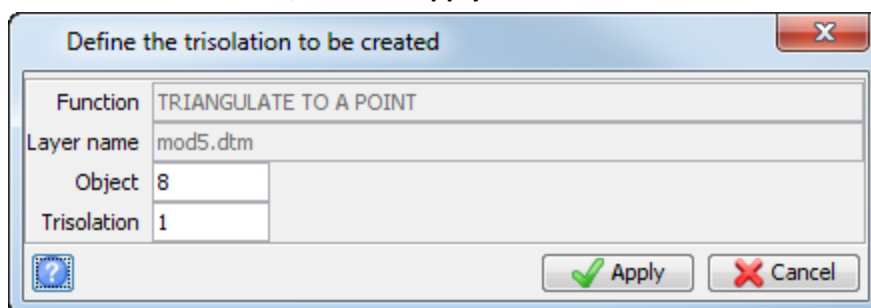 Define the trisolation to be created
Function TRIANGULATE TO A POINT
Layer name mod5.dtm
Object 8
Trisolation 1
? Apply Cancel